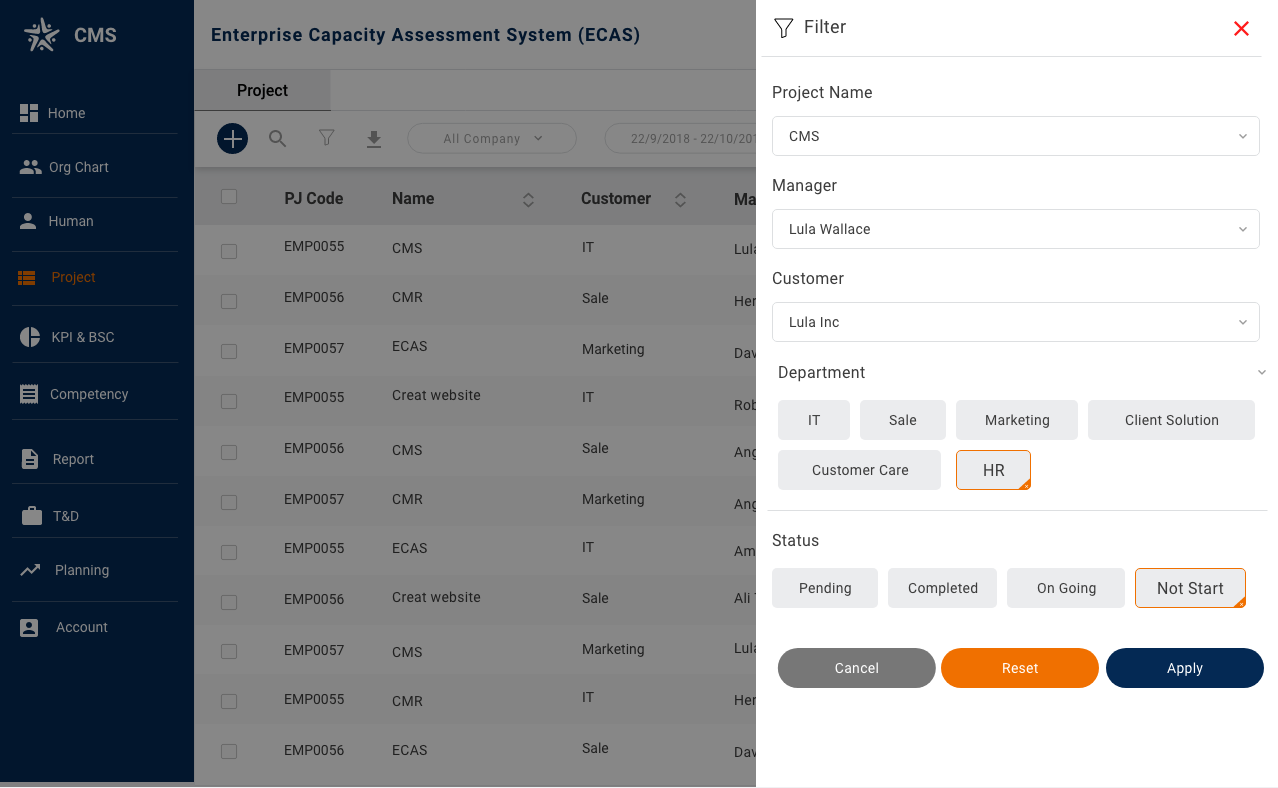 CMS
Home
Org Chart
Human
Project
KPI & BSC
Competency
Report
T&D
Planning
Account
Enterprise Capacity Assessment System (ECAS)
Project
All Company
22/9/2018 - 22/10/201
PJ Code Name Customer Ma
EMP0055 CMS IT Lula
EMP0056 CMR Sale Her
EMP0057 ECAS Marketing Dav
EMP0055 Creat website IT Rob
EMP0056 CMS Sale Ang
EMP0057 CMR Marketing Ang
EMP0055 ECAS IT Am
EMP0056 Creat website Sale Ali
EMP0057 CMS Marketing Lula
EMP0055 CMR IT Her
EMP0056 ECAS Sale Dav
Filter
Project Name
CMS
Manager
Lula Wallace
Customer
Lula Inc
Department
IT Sale Marketing Client Solution
Customer Care HR
Status
Pending Completed On Going Not Start
Cancel Reset Apply